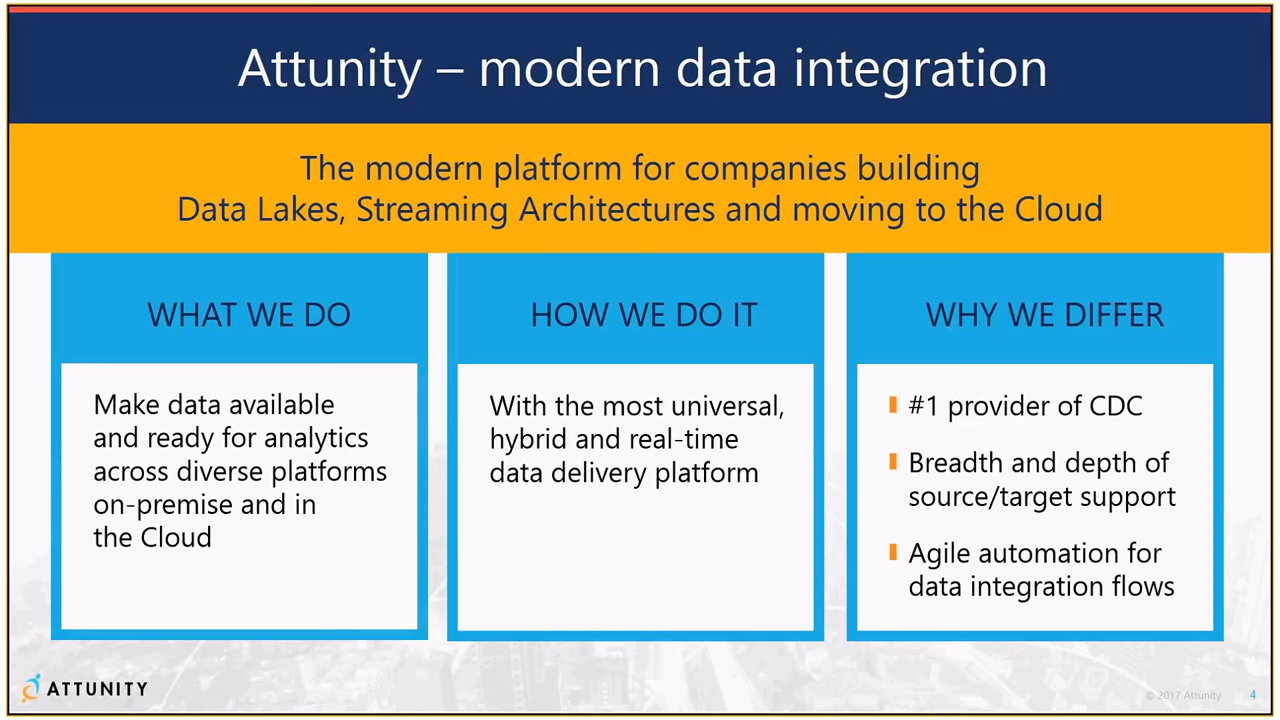 Attunity – modern data integration
The modern platform for companies building
Data Lakes, Streaming Architectures and moving to the Cloud
WHAT WE DO
Make data available
and ready for analytics
across diverse platforms
on-premise and in
the Cloud
HOW WE DO IT
With the most universal,
hybrid and real-time
data delivery platform
WHY WE DIFFER
#1 provider of CDC
Breadth and depth of
source/target support
Agile automation for
data integration flows
ATTUNITY
© 2017 Attunity
4